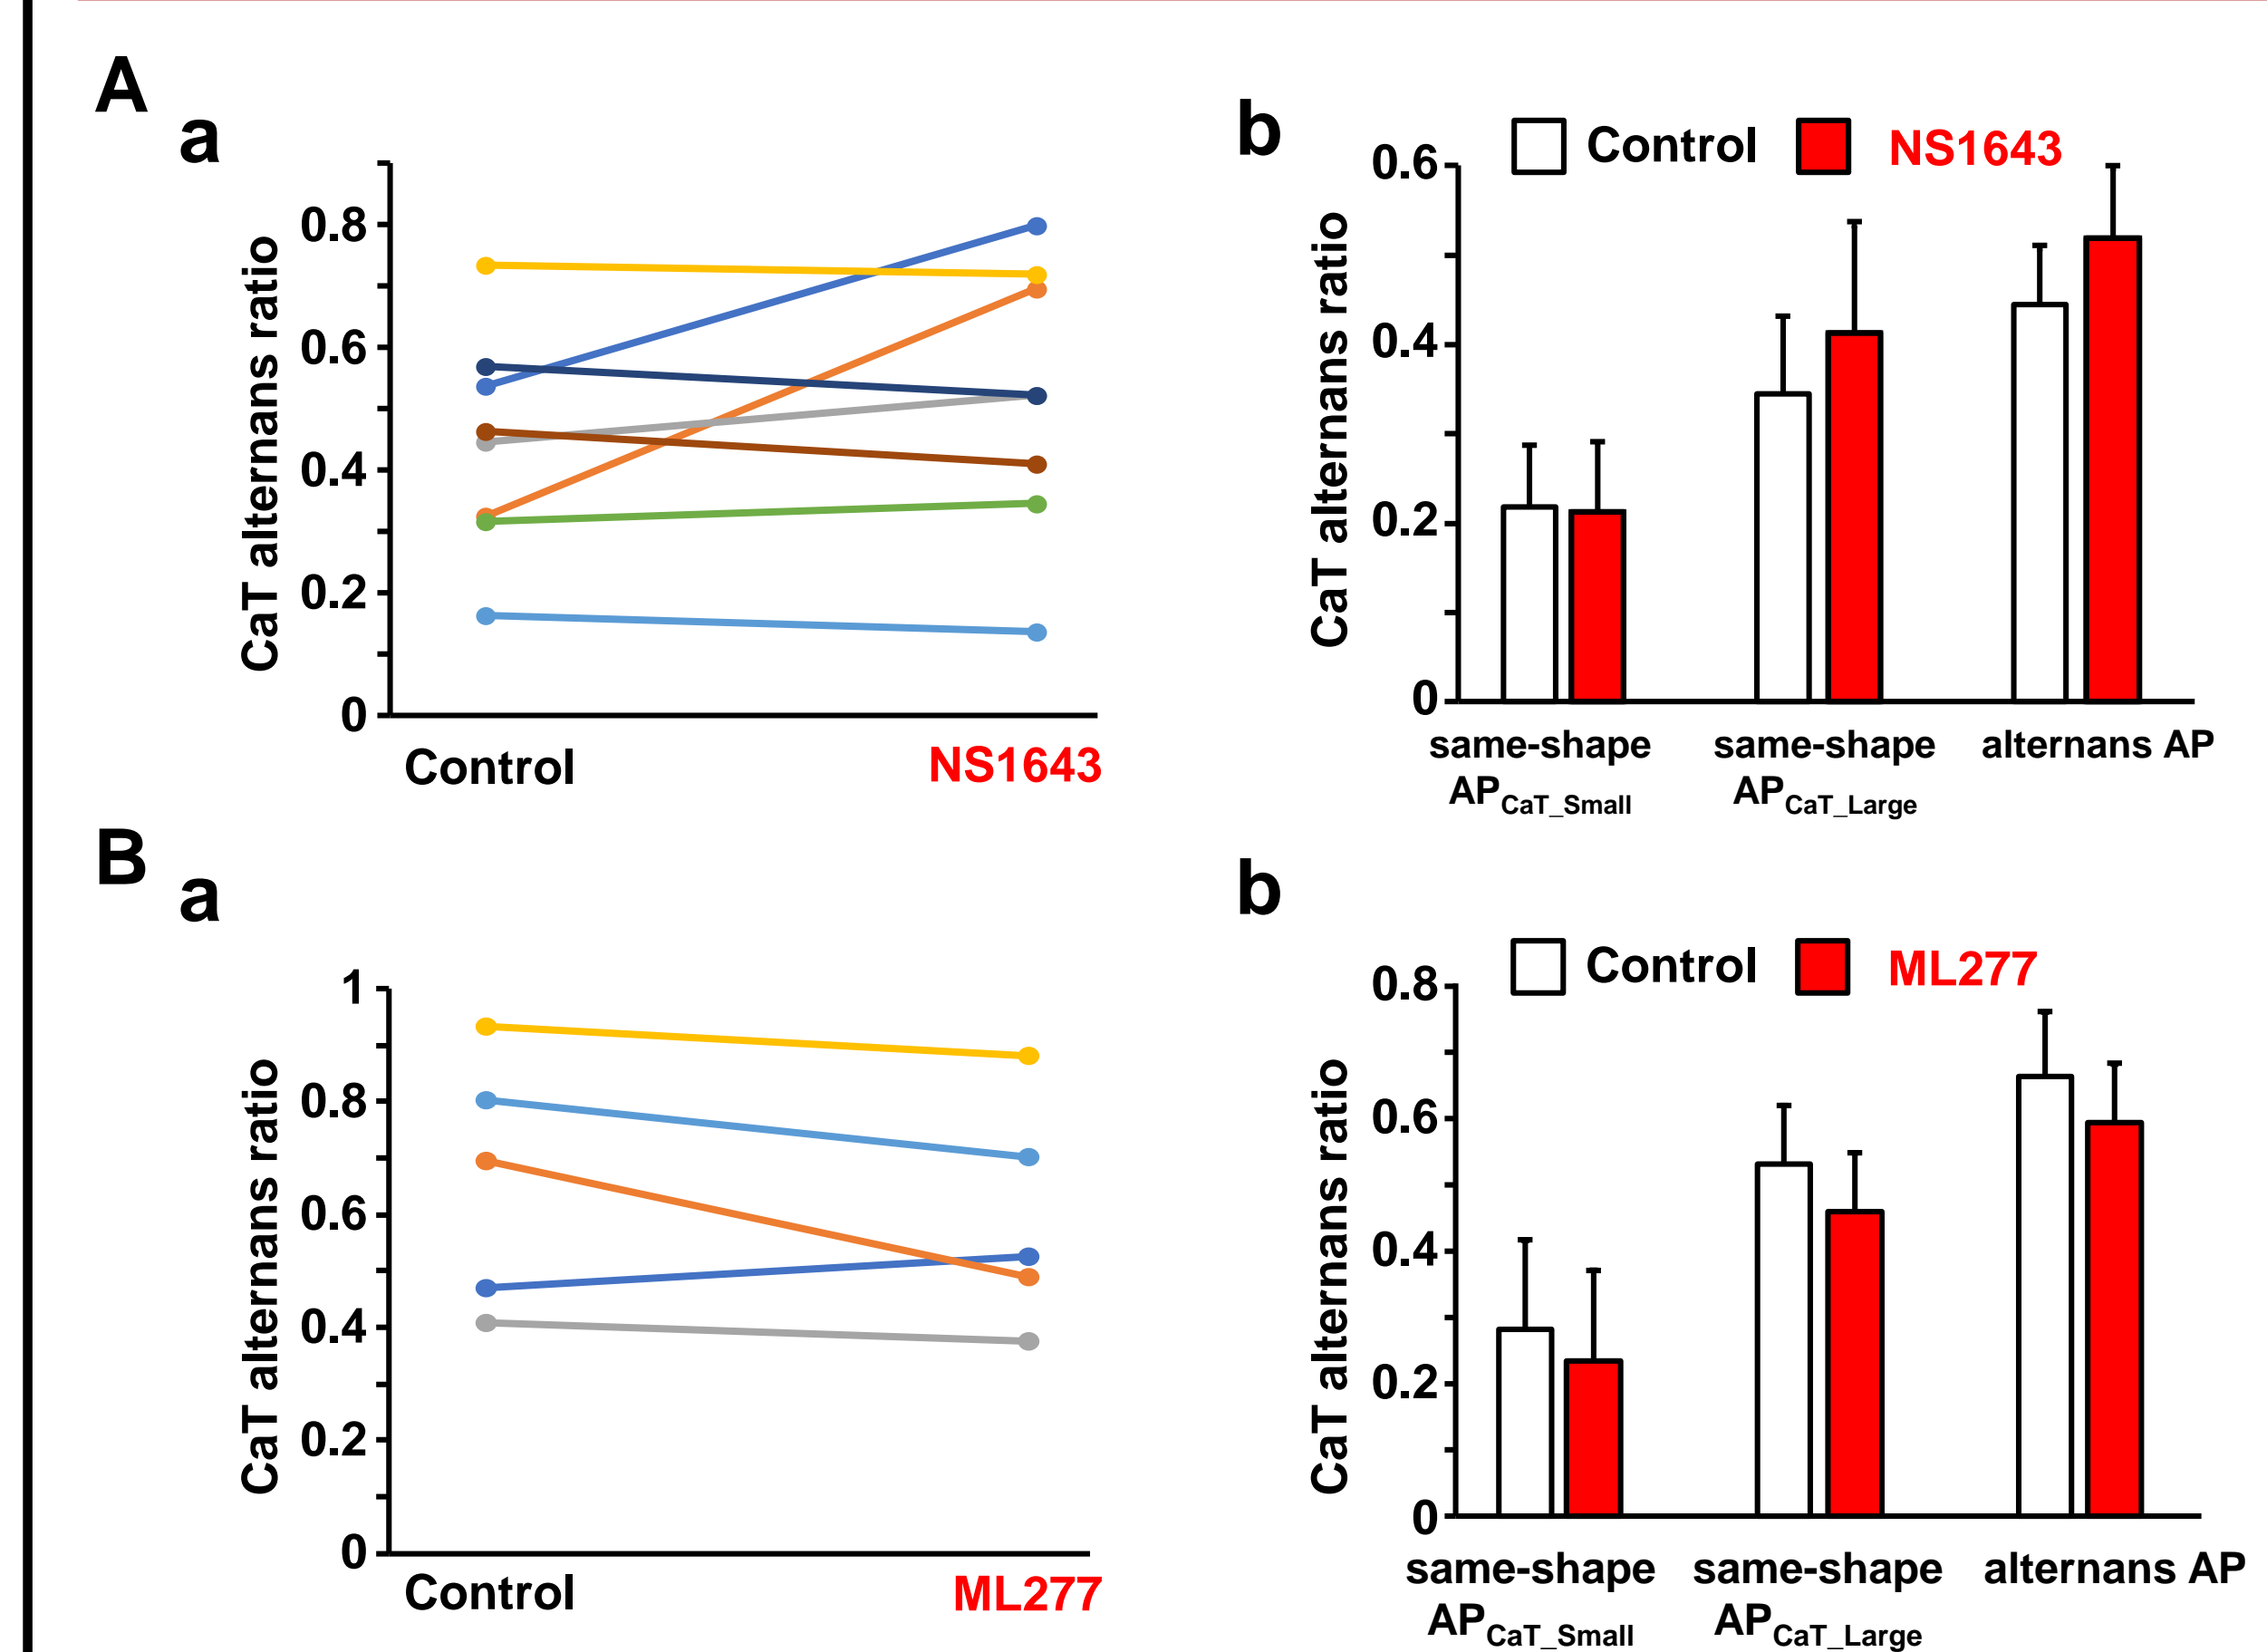 A
a
0.8
0.6
0.4
0.2
0
CaT alternans ratio
Control
NS1643
b
Control
NS1643
0.6
0.4
0.2
0
CaT alternans ratio
same-shape
APCaT_Small
same-shape
APCaT_Large
alternans AP
B
a
1
0.8
0.6
0.4
0.2
0
CaT alternans ratio
Control
ML277
b
Control
ML277
0.8
0.6
0.4
0.2
0
CaT alternans ratio
same-shape
APCaT_Small
same-shape
APCaT_Large
alternans AP